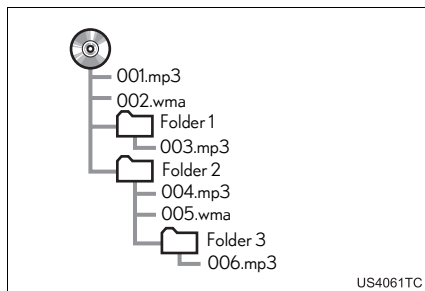 001.mp3
002.wma
Folder 1
003.mp3
Folder 2
004.mp3
005.wma
Folder 3
006.mp3
US4061TC